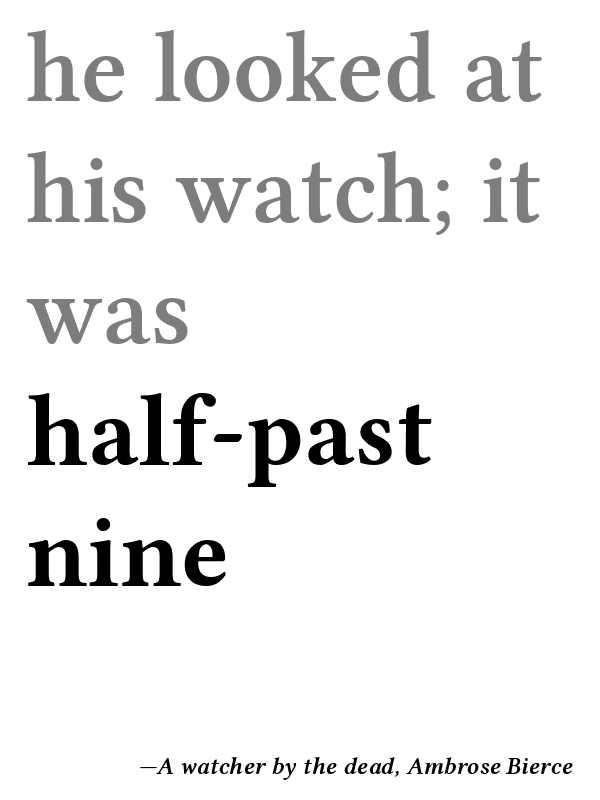 he looked at
his watch; it
was
half-past
nine
—A watcher by the dead, Ambrose Bierce